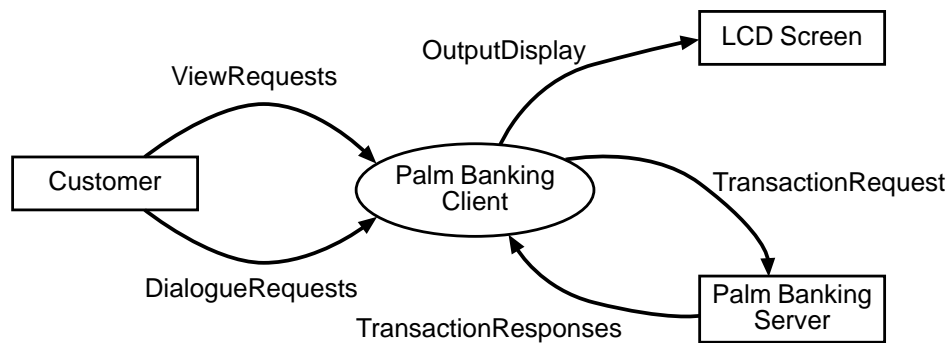 LCD Screen
OutputDisplay
ViewRequests
Customer
Palm Banking
Client
TransactionRequest
DialogueRequests
Palm Banking
Server
TransactionResponses